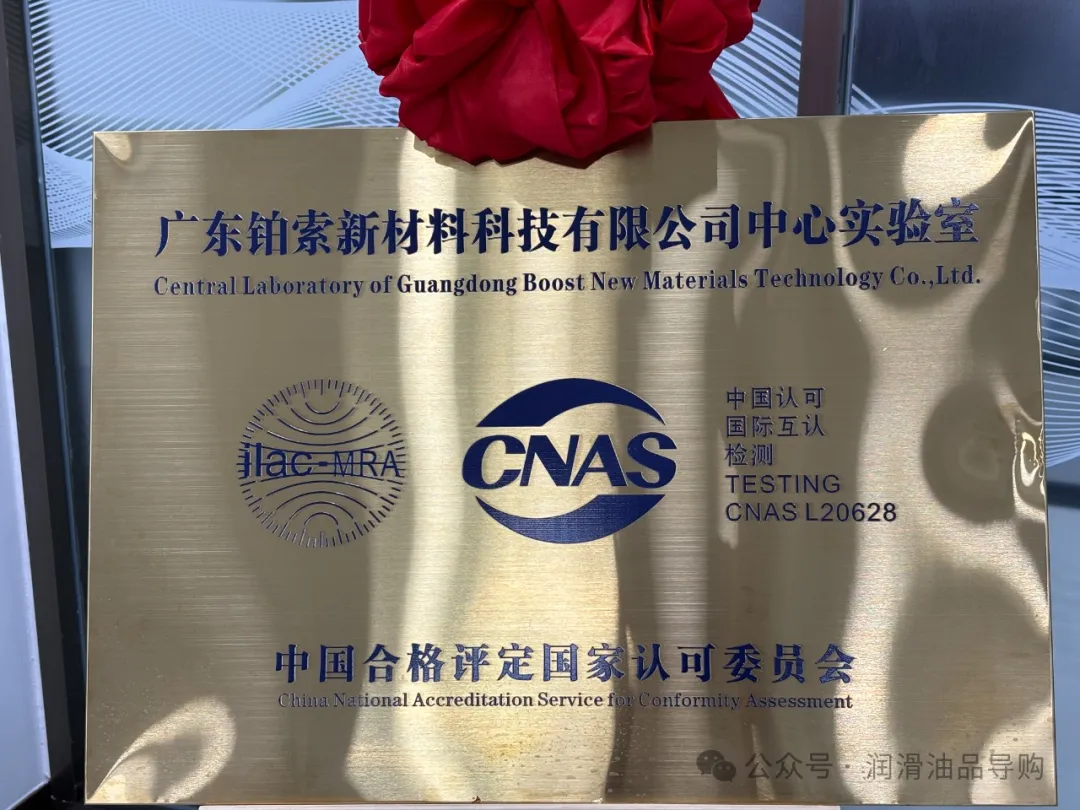 广东铂索新材料科技有限公司中心实验室
Central Laboratory of Guangdong Boost New Materials Technology Co.,Ltd.
ilac-MRA
CNAS
中国认可
国际互认
检测
TESTING
CNAS L20628
中国合格评定国家认可委员会
China National Accreditation Service for Conformity Assessment
公众号 · 润滑油品导购